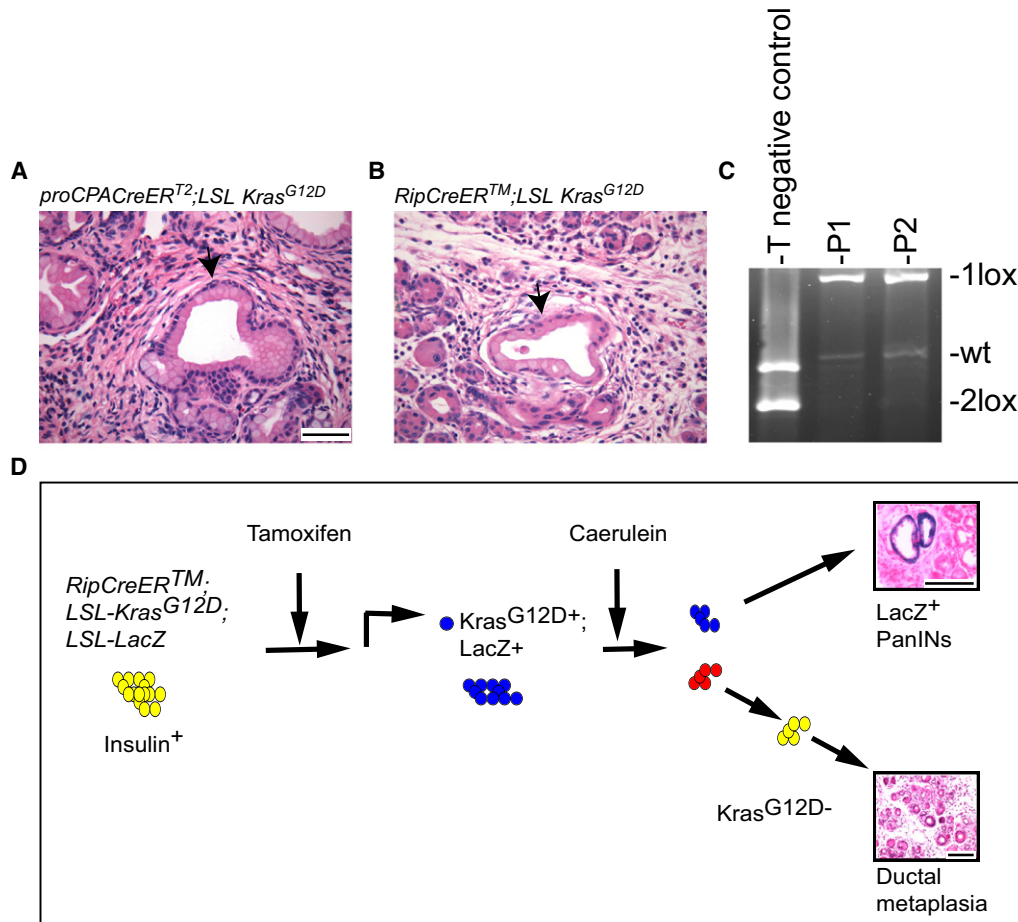 A
proCPACreER^T2;LSL Kras^G12D
B
RipCreER^TM;LSL Kras^G12D
C
-T negative control
-P1
-P2
-1lox
-wt
-2lox
D
Tamoxifen
Caerulein
RipCreER^TM;
LSL-Kras^G12D;
LSL-LacZ
Insulin^+
Kras^G12D+;
LacZ+
LacZ^+
PanINs
Kras^G12D-
Ductal
metaplasia